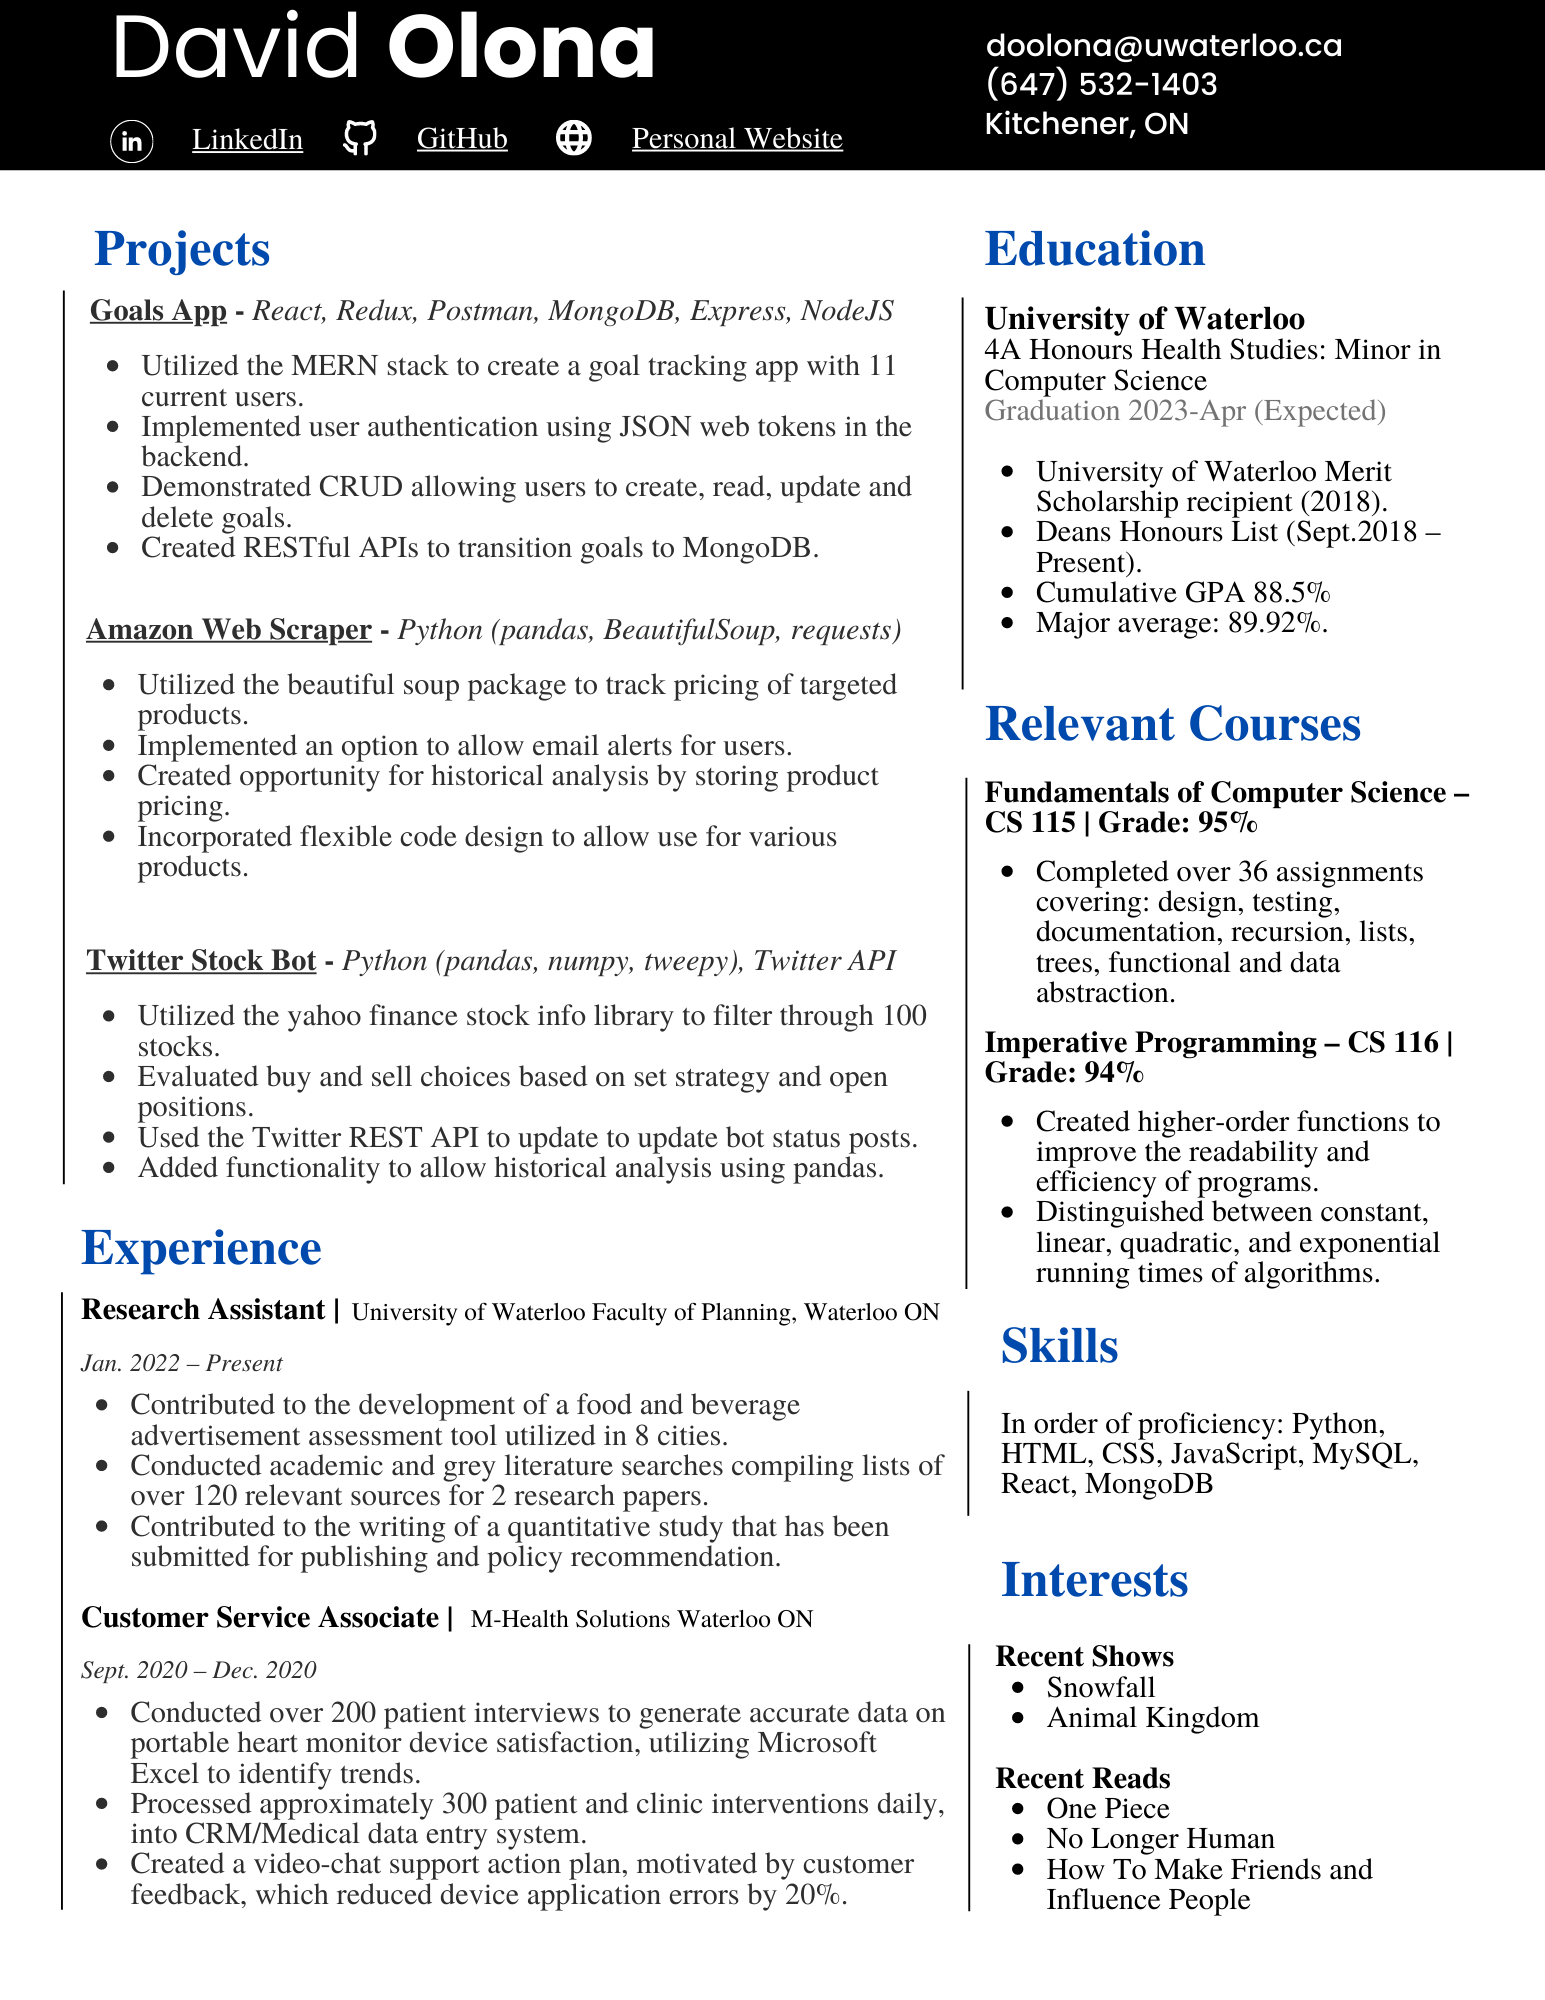 David Olona
doolona@uwaterloo.ca
(647) 532-1403
Kitchener, ON
LinkedIn GitHub Personal Website
Projects
Goals App - React, Redux, Postman, MongoDB, Express, NodeJS
Utilized the MERN stack to create a goal tracking app with 11
current users.
Implemented user authentication using JSON web tokens in the
backend.
Demonstrated CRUD allowing users to create, read, update and
delete goals.
Created RESTful APIs to transition goals to MongoDB.
Amazon Web Scraper - Python (pandas, BeautifulSoup, requests)
Utilized the beautiful soup package to track pricing of targeted
products.
Implemented an option to allow email alerts for users.
Created opportunity for historical analysis by storing product
pricing.
Incorporated flexible code design to allow use for various
products.
Twitter Stock Bot - Python (pandas, numpy, tweepy), Twitter API
Utilized the yahoo finance stock info library to filter through 100
stocks.
Evaluated buy and sell choices based on set strategy and open
positions.
Used the Twitter REST API to update to update bot status posts.
Added functionality to allow historical analysis using pandas.
Experience
Research Assistant | University of Waterloo Faculty of Planning, Waterloo ON
Jan. 2022 – Present
Contributed to the development of a food and beverage
advertisement assessment tool utilized in 8 cities.
Conducted academic and grey literature searches compiling lists of
over 120 relevant sources for 2 research papers.
Contributed to the writing of a quantitative study that has been
submitted for publishing and policy recommendation.
Customer Service Associate | M-Health Solutions Waterloo ON
Sept. 2020 – Dec. 2020
Conducted over 200 patient interviews to generate accurate data on
portable heart monitor device satisfaction, utilizing Microsoft
Excel to identify trends.
Processed approximately 300 patient and clinic interventions daily,
into CRM/Medical data entry system.
Created a video-chat support action plan, motivated by customer
feedback, which reduced device application errors by 20%.
Education
University of Waterloo
4A Honours Health Studies: Minor in
Computer Science
Graduation 2023-Apr (Expected)
University of Waterloo Merit
Scholarship recipient (2018).
Deans Honours List (Sept.2018 –
Present).
Cumulative GPA 88.5%
Major average: 89.92%.
Relevant Courses
Fundamentals of Computer Science –
CS 115 | Grade: 95%
Completed over 36 assignments
covering: design, testing,
documentation, recursion, lists,
trees, functional and data
abstraction.
Imperative Programming – CS 116 |
Grade: 94%
Created higher-order functions to
improve the readability and
efficiency of programs.
Distinguished between constant,
linear, quadratic, and exponential
running times of algorithms.
Skills
In order of proficiency: Python,
HTML, CSS, JavaScript, MySQL,
React, MongoDB
Interests
Recent Shows
Snowfall
Animal Kingdom
Recent Reads
One Piece
No Longer Human
How To Make Friends and
Influence People